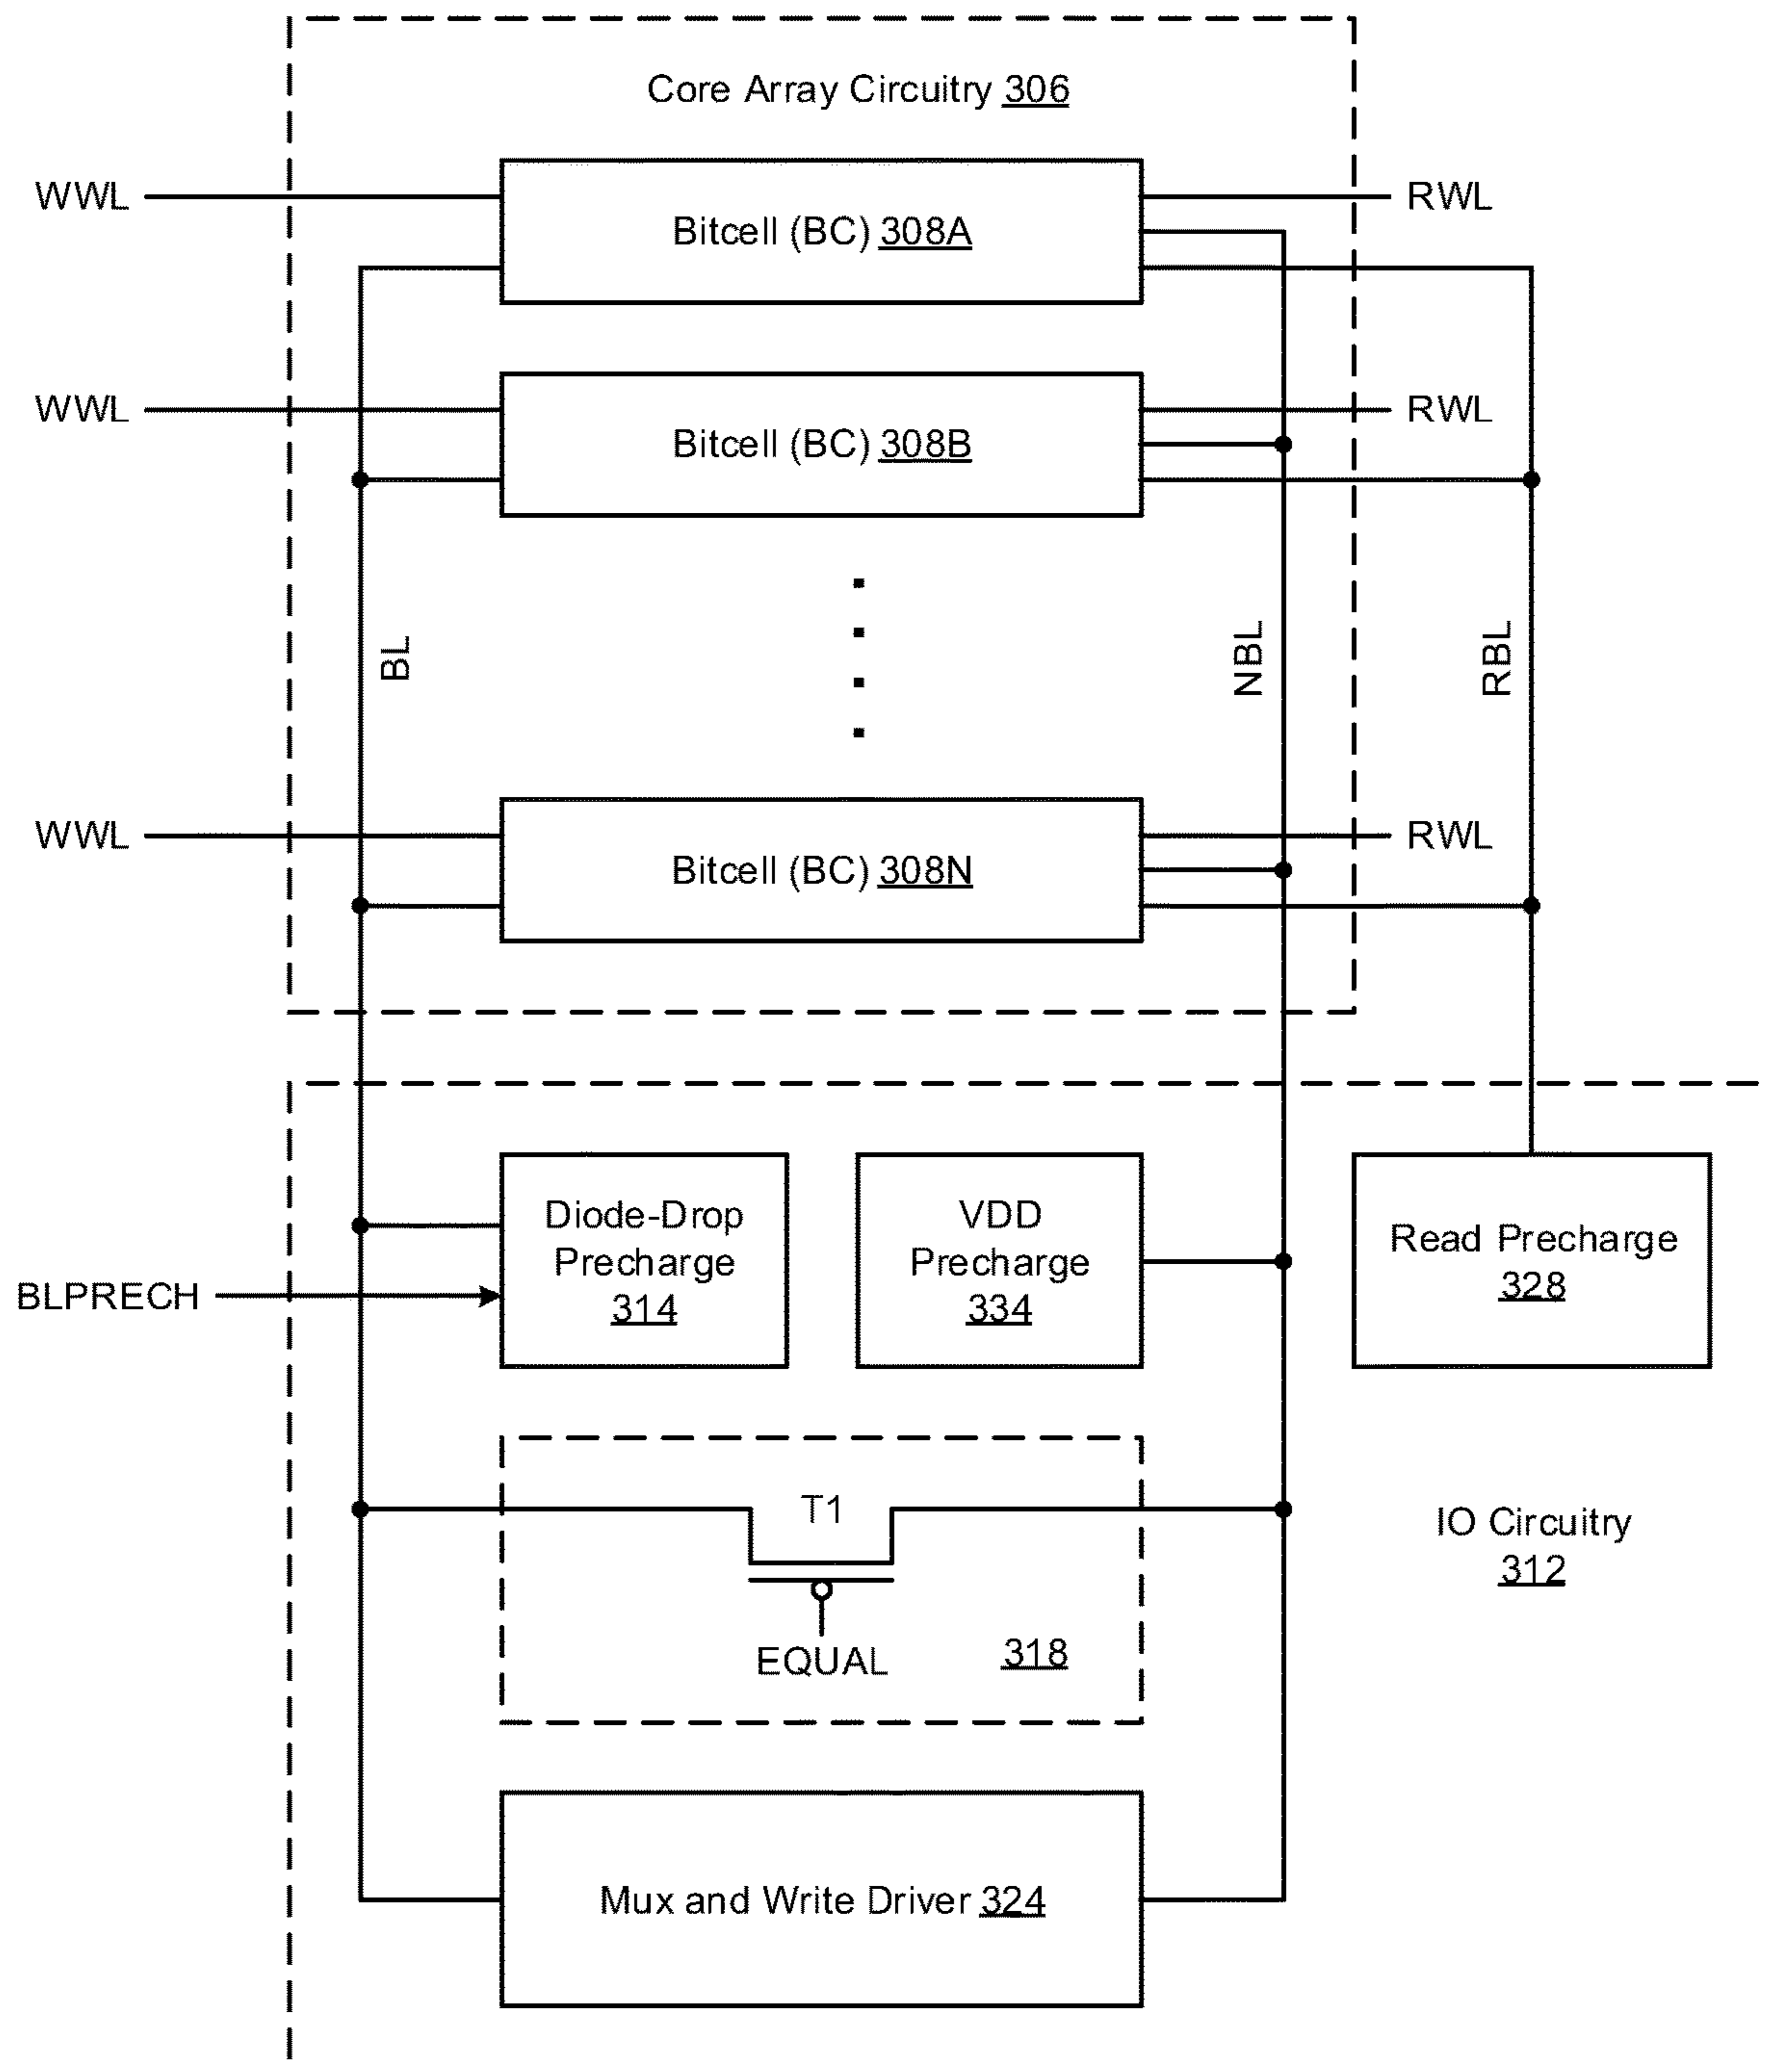 Core Array Circuitry 306
WWL
RWL
Bitcell (BC) 308A
WWL
RWL
Bitcell (BC) 308B
BL
NBL
RBL
WWL
RWL
Bitcell (BC) 308N
Diode-Drop
Precharge
314
VDD
Precharge
334
Read Precharge
328
BLPRECH
T1
EQUAL
318
IO Circuitry
312
Mux and Write Driver 324